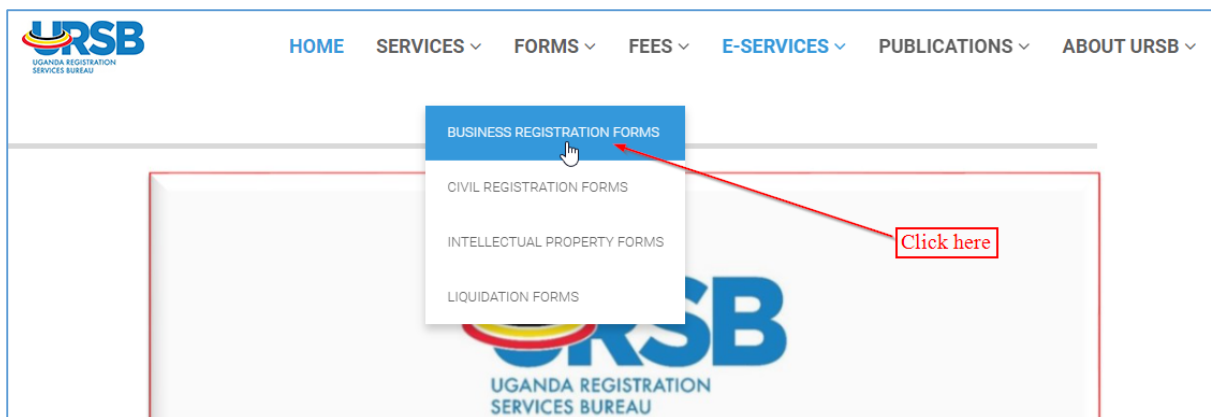 URSB
UGANDA REGISTRATION
SERVICES BUREAU
HOME SERVICES FORMS FEES E-SERVICES PUBLICATIONS ABOUT URSB
BUSINESS REGISTRATION FORMS
CIVIL REGISTRATION FORMS
INTELLECTUAL PROPERTY FORMS
LIQUIDATION FORMS
Click here
URSB
UGANDA REGISTRATION
SERVICES BUREAU